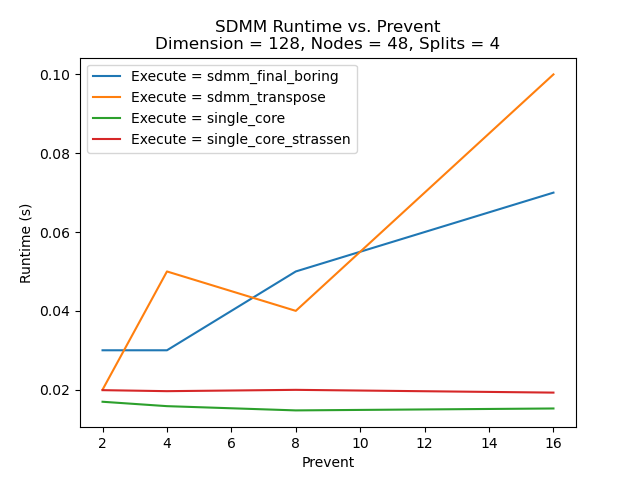 SDMM Runtime vs. Prevent
Dimension = 128, Nodes = 48, Splits = 4
Execute = sdmm_final_boring
Execute = sdmm_transpose
Execute = single_core
Execute = single_core_strassen
0.10
0.08
0.06
0.04
0.02
Runtime (s)
2 4 6 8 10 12 14 16
Prevent